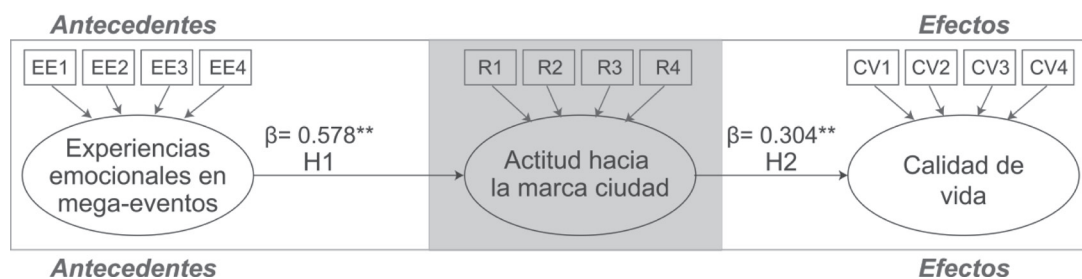 Antecedentes
Efectos
EE1 EE2 EE3 EE4
R1 R2 R3 R4
CV1 CV2 CV3 CV4
Experiencias
emocionales en
mega-eventos
β= 0.578**
H1
Actitud hacia
la marca ciudad
β= 0.304**
H2
Calidad de
vida
Antecedentes
Efectos